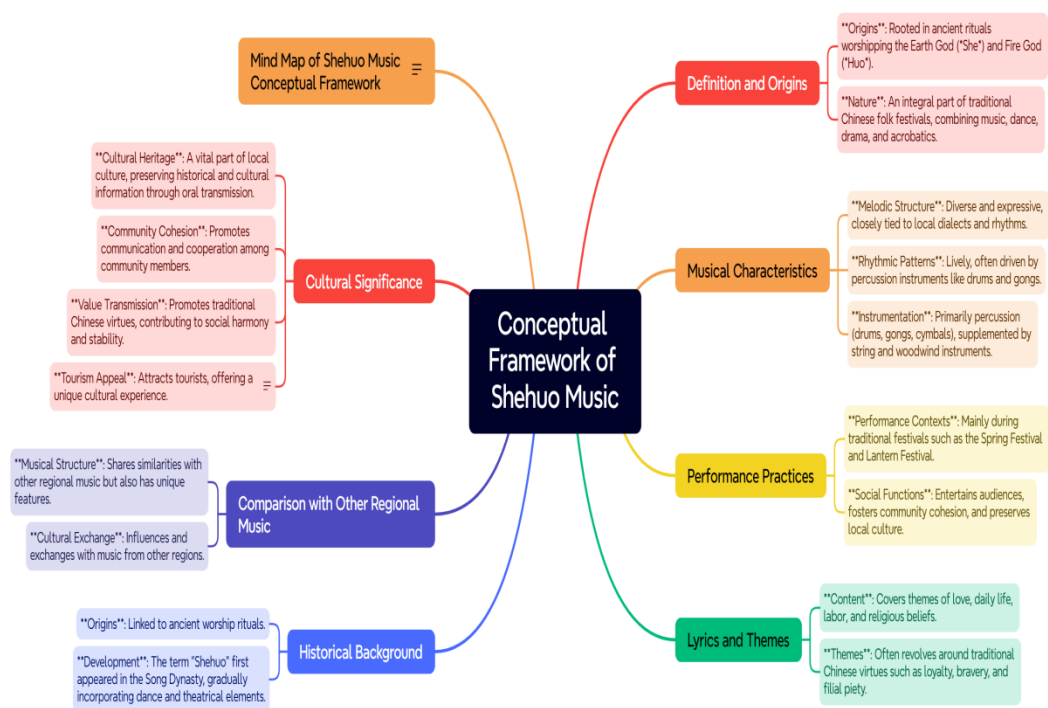 Mind Map of Shehuo Music
Conceptual Framework
**Cultural Heritage**: A vital part of local
culture, preserving historical and cultural
information through oral transmission.
**Community Cohesion**: Promotes
communication and cooperation among
community members.
**Value Transmission**: Promotes traditional
Chinese virtues, contributing to social harmony
and stability.
**Tourism Appeal**: Attracts tourists, offering a
unique cultural experience.
Cultural Significance
**Musical Structure**: Shares similarities with
other regional music but also has unique
features.
**Cultural Exchange**: Influences and
exchanges with music from other regions.
Comparison with Other Regional
Music
**Origins**: Linked to ancient worship rituals.
**Development**: The term "Shehuo" first
appeared in the Song Dynasty, gradually
incorporating dance and theatrical elements.
Historical Background
Conceptual
Framework of
Shehuo Music
Definition and Origins
**Origins**: Rooted in ancient rituals
worshipping the Earth God ("She") and Fire God
("Huo").
**Nature**: An integral part of traditional
Chinese folk festivals, combining music, dance,
drama, and acrobatics.
Musical Characteristics
**Melodic Structure**: Diverse and expressive,
closely tied to local dialects and rhythms.
**Rhythmic Patterns**: Lively, often driven by
percussion instruments like drums and gongs.
**Instrumentation**: Primarily percussion
(drums, gongs, cymbals), supplemented by
string and woodwind instruments.
Performance Practices
**Performance Contexts**: Mainly during
traditional festivals such as the Spring Festival
and Lantern Festival.
**Social Functions**: Entertains audiences,
fosters community cohesion, and preserves
local culture.
Lyrics and Themes
**Content**: Covers themes of love, daily life,
labor, and religious beliefs.
**Themes**: Often revolves around traditional
Chinese virtues such as loyalty, bravery, and
filial piety.